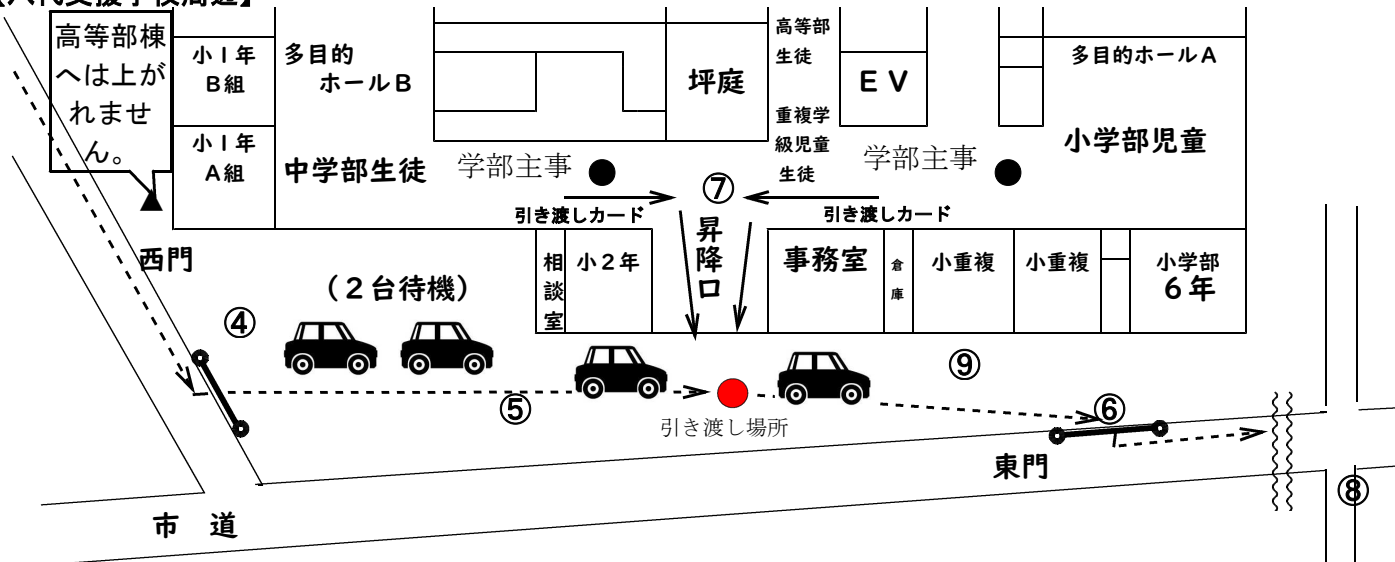 【八代支援学校周辺】
高等部棟
へは上が
れませ
ん。
小１年
Ｂ組
多目的
ホールＢ
坪庭
高等部
生徒
ＥＶ
多目的ホールＡ
小１年
Ａ組
中学部生徒
学部主事
重複学
級児童
生徒
学部主事
小学部児童
⑦
引き渡しカード
引き渡しカード
昇降口
西門
相談室
小２年
事務室
倉庫
小重複
小重複
小学部
６年
（２台待機）
④
⑨
⑤
引き渡し場所
⑥
東門
⑧
市　道